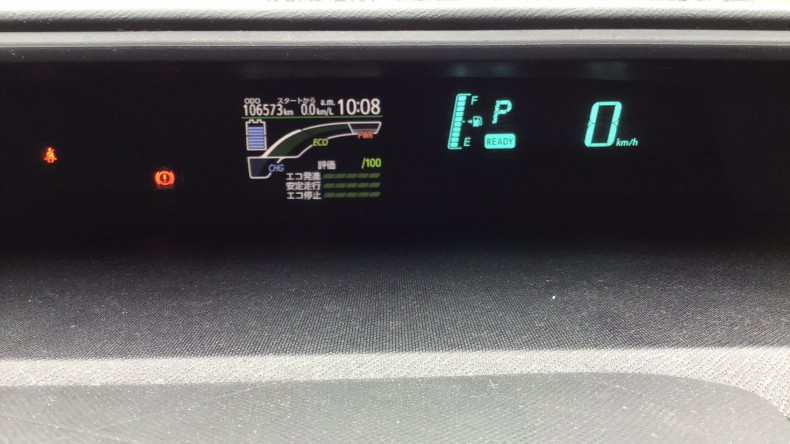 ODO スタートから a.m. 10:08
106573km 0.0km/L
ECO PWR
CHG
評価 /100
エコ発進
安定走行
エコ停止
F
P
E READY
0 km/h